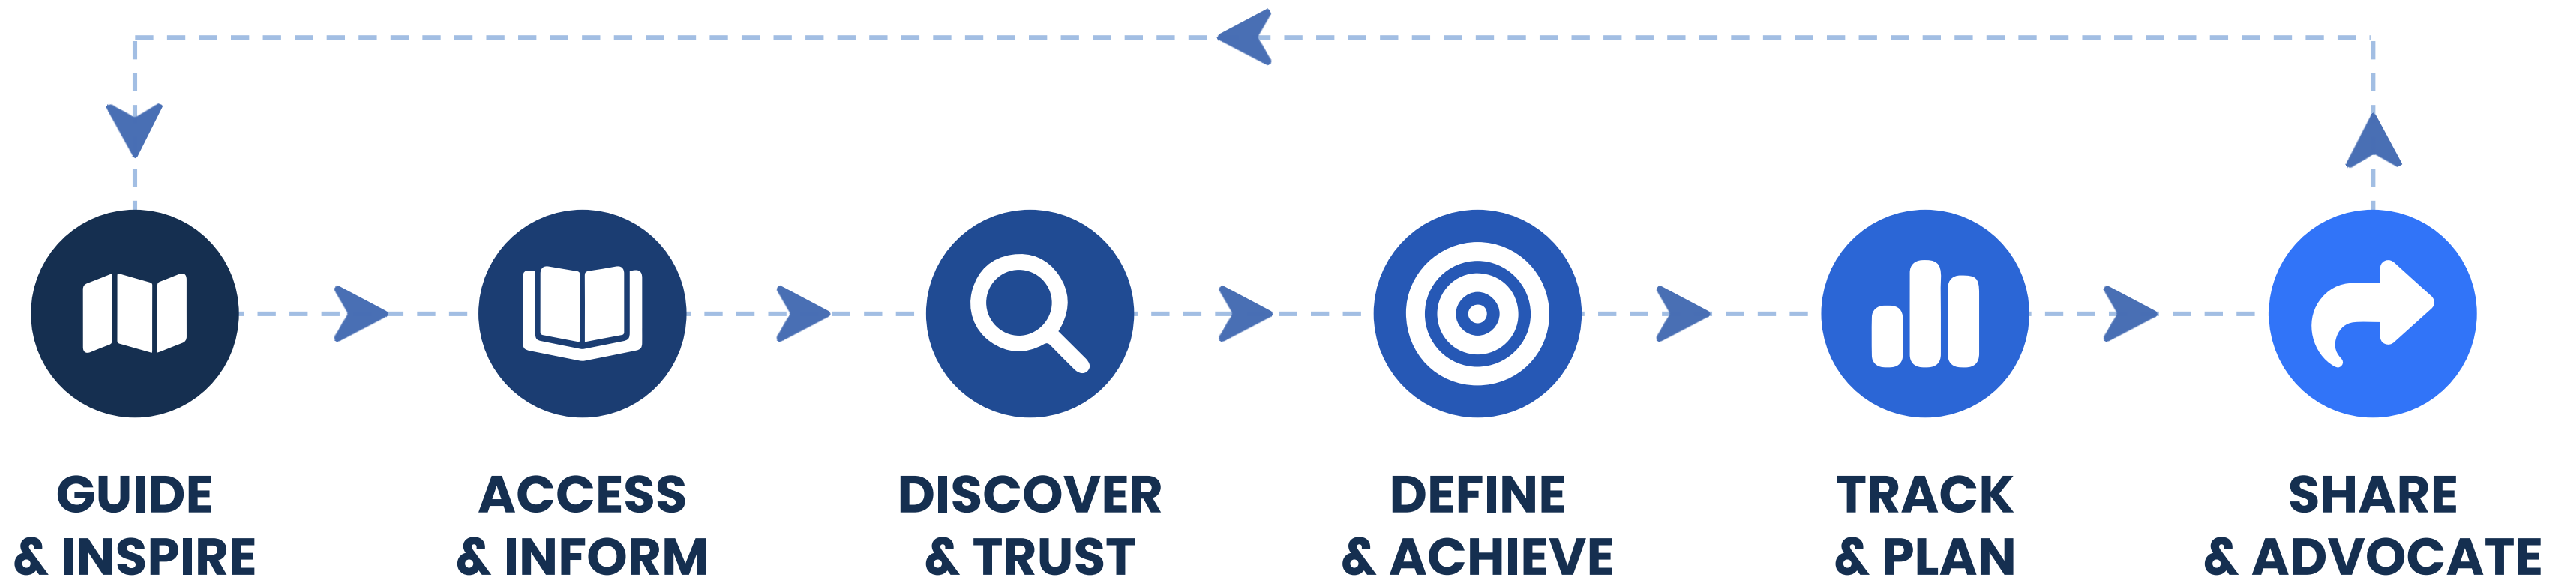 GUIDE
& INSPIRE
ACCESS
& INFORM
DISCOVER
& TRUST
DEFINE
& ACHIEVE
TRACK
& PLAN
SHARE
& ADVOCATE